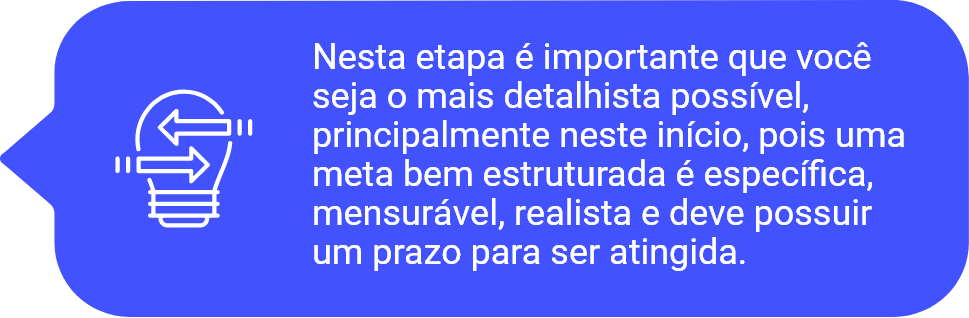 Nesta etapa é importante que você
seja o mais detalhista possível,
principalmente neste início, pois uma
meta bem estruturada é específica,
mensurável, realista e deve possuir
um prazo para ser atingida.